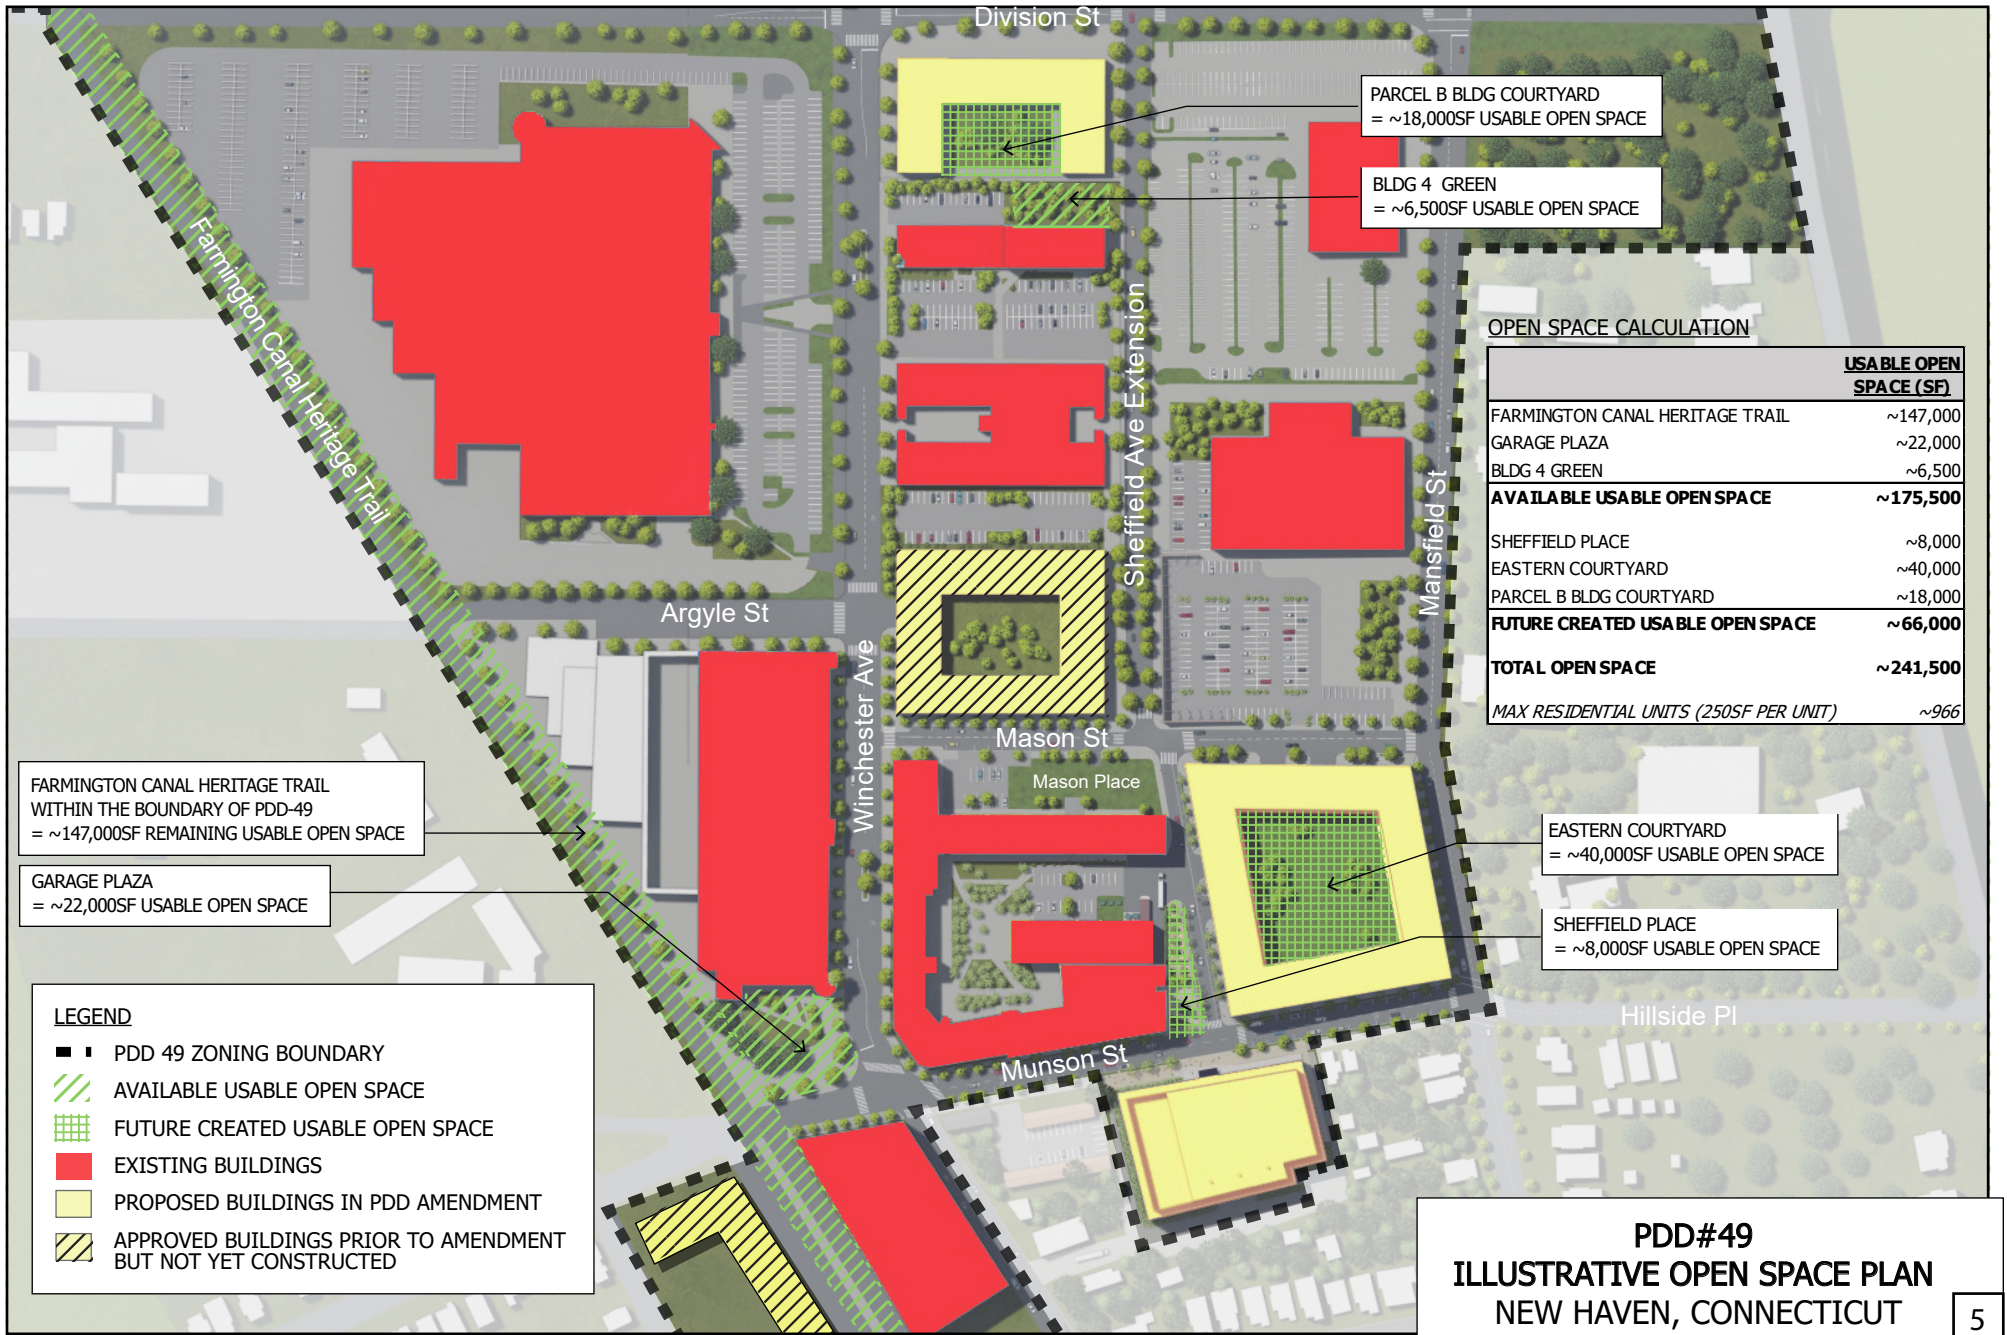 Division St
PARCEL B BLDG COURTYARD
= ~18,000SF USABLE OPEN SPACE
BLDG 4 GREEN
= ~6,500SF USABLE OPEN SPACE
Farmington Canal Heritage Trail
Sheffield Ave Extension
Mansfield St
Argyle St
Winchester Ave
Mason St
Mason Place
Munson St
Hillside Pl
OPEN SPACE CALCULATION
USABLE OPEN
SPACE (SF)
FARMINGTON CANAL HERITAGE TRAIL ~147,000
GARAGE PLAZA ~22,000
BLDG 4 GREEN ~6,500
AVAILABLE USABLE OPEN SPACE ~175,500
SHEFFIELD PLACE ~8,000
EASTERN COURTYARD ~40,000
PARCEL B BLDG COURTYARD ~18,000
FUTURE CREATED USABLE OPEN SPACE ~66,000
TOTAL OPEN SPACE ~241,500
MAX RESIDENTIAL UNITS (250SF PER UNIT) ~966
FARMINGTON CANAL HERITAGE TRAIL
WITHIN THE BOUNDARY OF PDD-49
= ~147,000SF REMAINING USABLE OPEN SPACE
GARAGE PLAZA
= ~22,000SF USABLE OPEN SPACE
EASTERN COURTYARD
= ~40,000SF USABLE OPEN SPACE
SHEFFIELD PLACE
= ~8,000SF USABLE OPEN SPACE
LEGEND
PDD 49 ZONING BOUNDARY
AVAILABLE USABLE OPEN SPACE
FUTURE CREATED USABLE OPEN SPACE
EXISTING BUILDINGS
PROPOSED BUILDINGS IN PDD AMENDMENT
APPROVED BUILDINGS PRIOR TO AMENDMENT
BUT NOT YET CONSTRUCTED
PDD#49
ILLUSTRATIVE OPEN SPACE PLAN
NEW HAVEN, CONNECTICUT
5